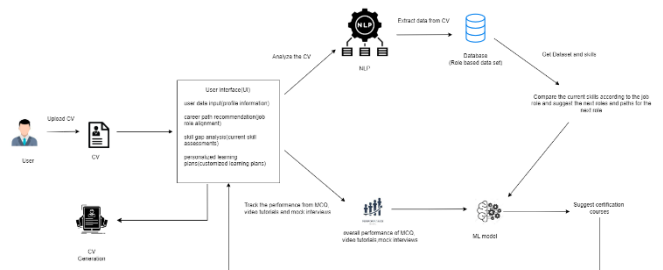 Upload CV
User
CV
User Interface(UI)
user data input(profile information)
career path recommendation(job
role alignment)
skill gap analysis(current skill
assessments)
personalized learning
plans(customized learning plans)
Analyze the CV
NLP
NLP
Extract data from CV
Database
(Role based data set)
Get Dataset and skills
Compare the current skills according to the job
role and suggest the next roles and paths for the
next role
Track the performance from MCQ,
video tutorials and mock interviews
overall performance of MCQ,
video tutorials,mock interviews
ML model
Suggest certification
courses
CV
Generation